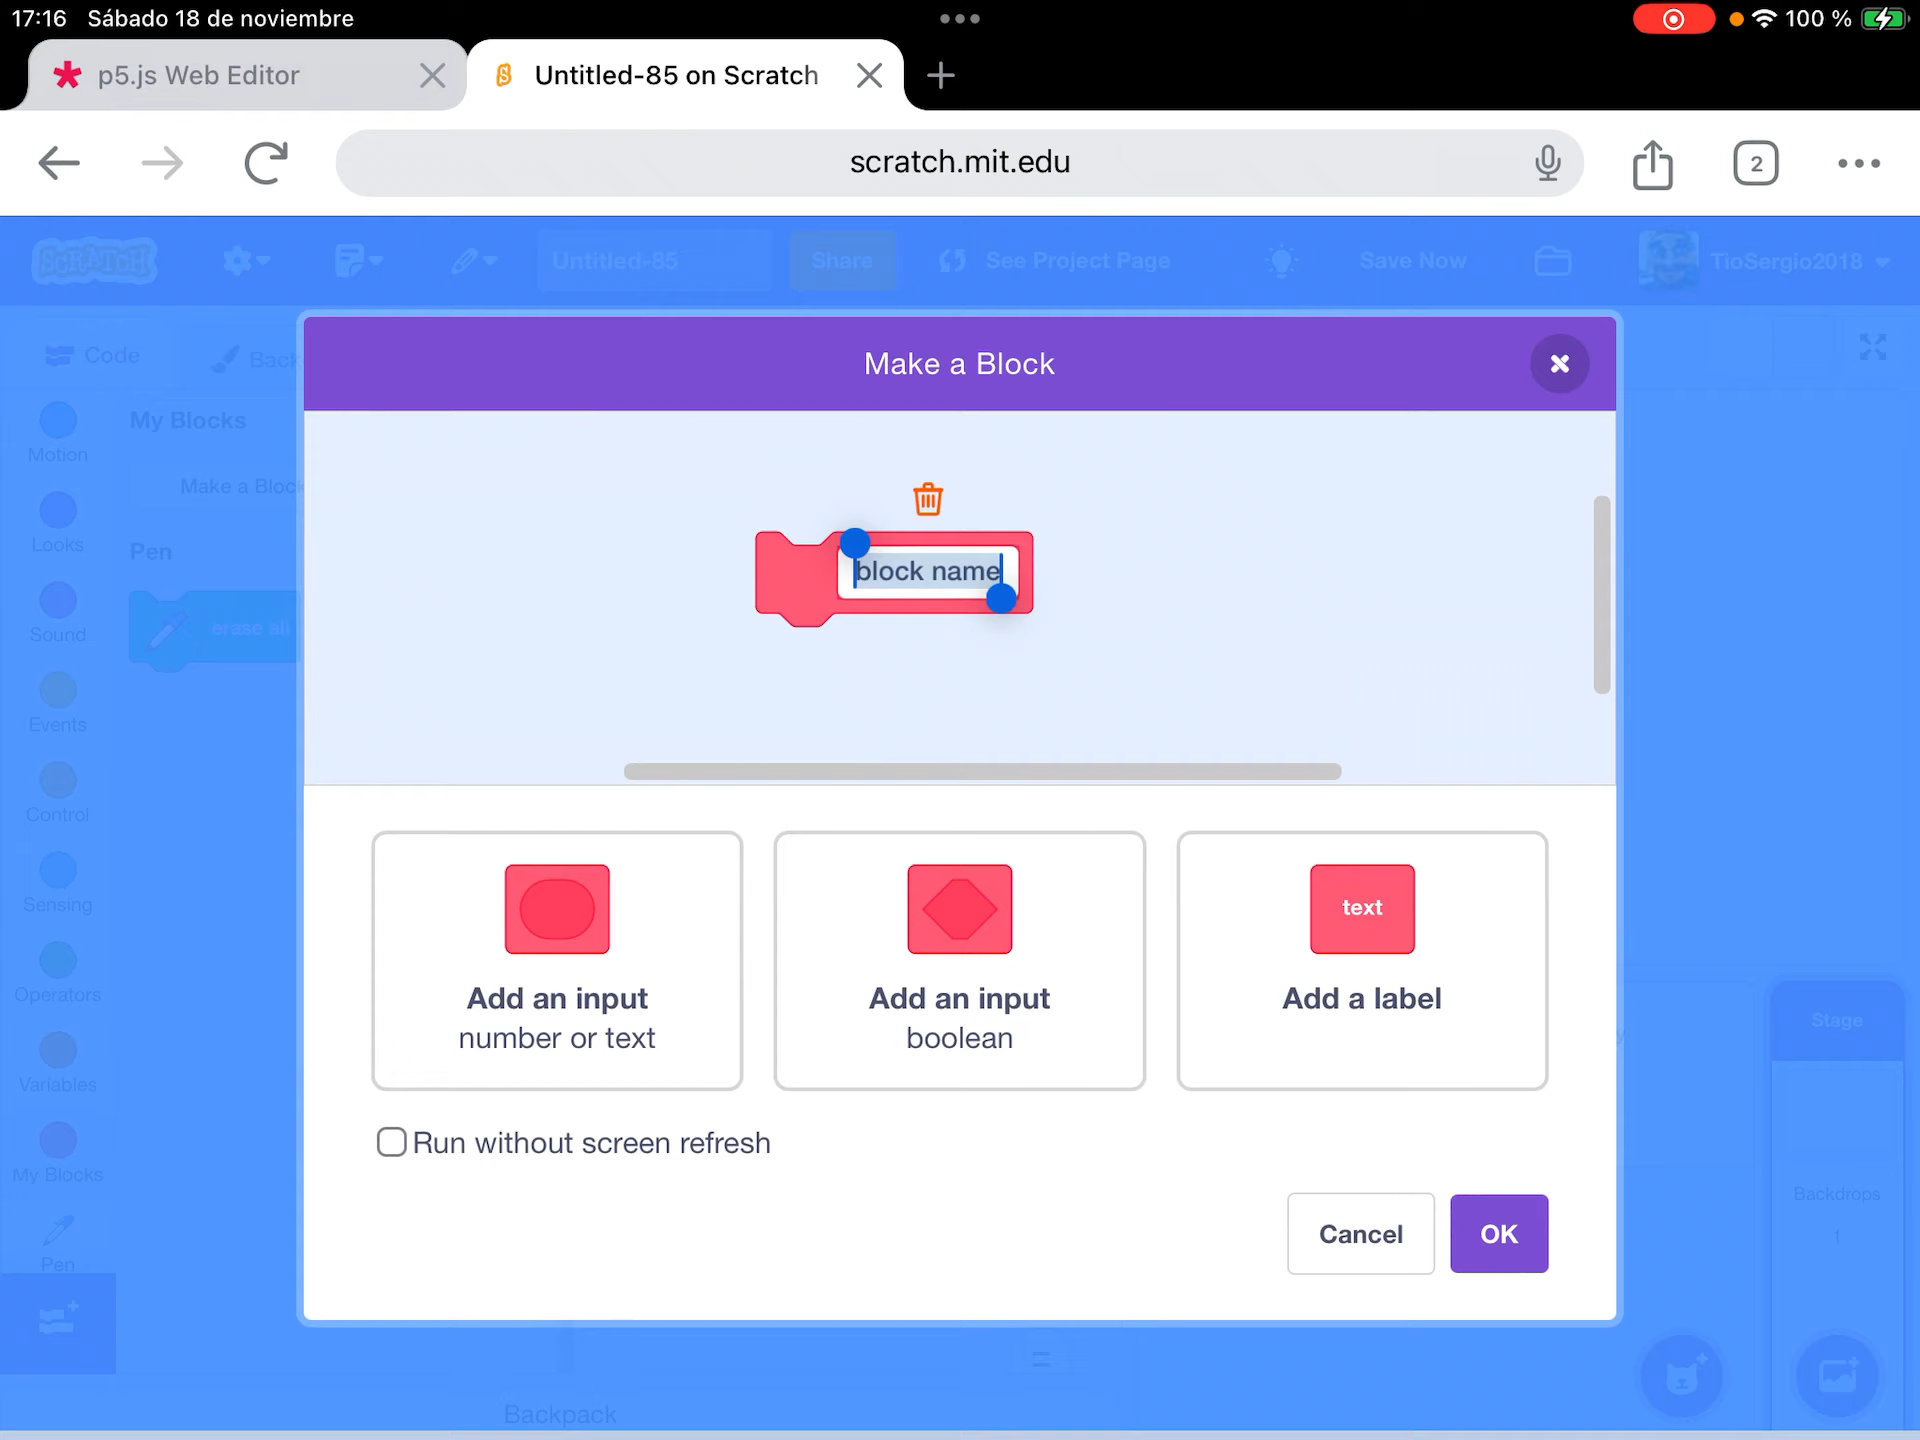 17:16 Sábado 18 de noviembre
100 %
p5.js Web Editor
Untitled-85 on Scratch
scratch.mit.edu
2
SCRATCH
Untitled-85
Share
See Project Page
Save Now
TioSergio2018
Code
Back
Make a Block
My Blocks
Motion
Make a Block
Looks
Pen
block name
Sound
erase all
Events
Control
text
Sensing
Add an input
number or text
Add an input
boolean
Add a label
Operators
Stage
Variables
Run without screen refresh
My Blocks
Backdrops
1
Cancel
OK
Pen
Backpack